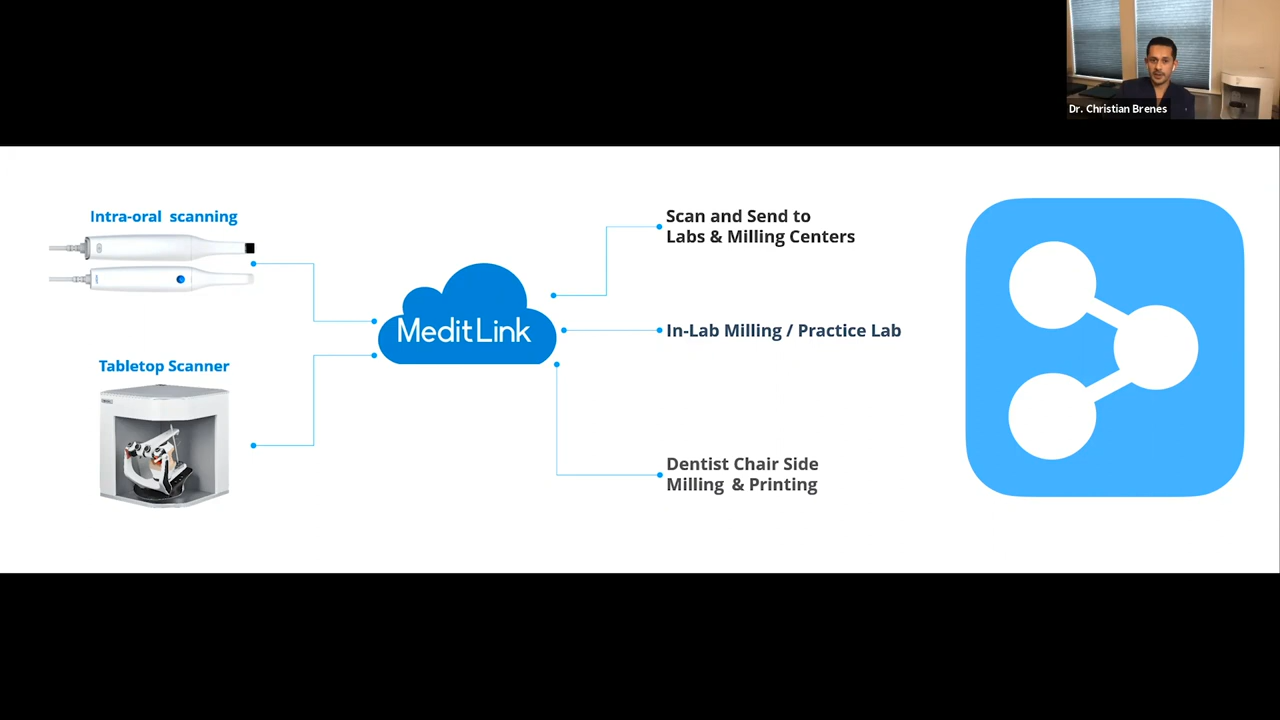 Dr. Christian Brenes
Intra-oral scanning
Tabletop Scanner
Medit Link
Scan and Send to
Labs & Milling Centers
In-Lab Milling / Practice Lab
Dentist Chair Side
Milling & Printing